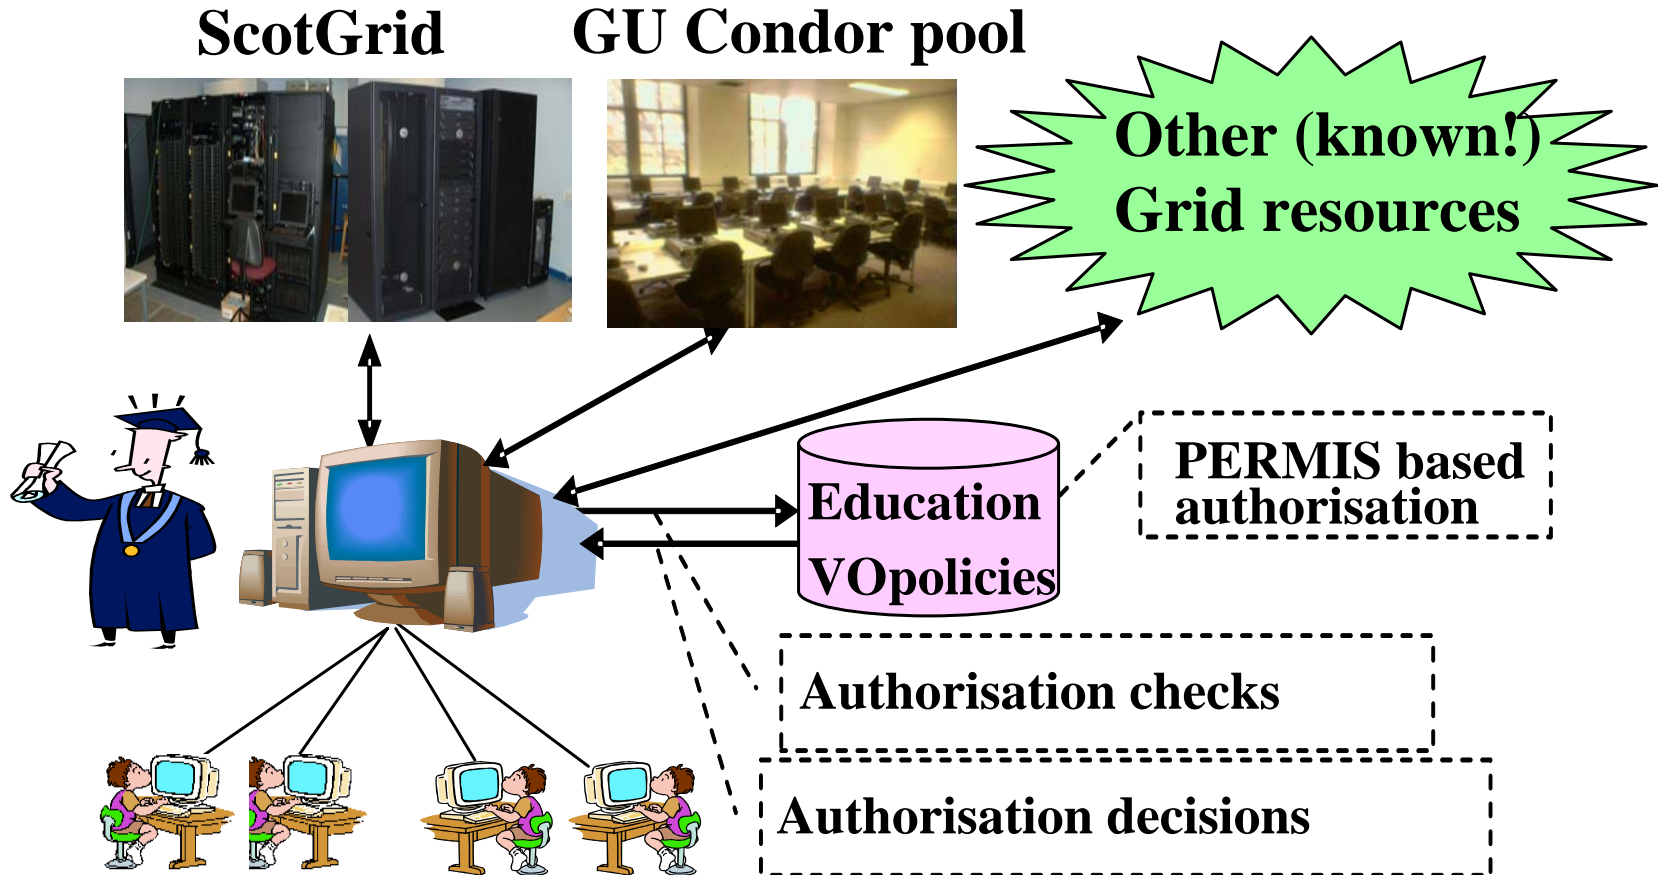 ScotGrid
GU Condor pool
Other (known!)
Grid resources
PERMIS based
authorisation
Education
VOpolicies
Authorisation checks
Authorisation decisions